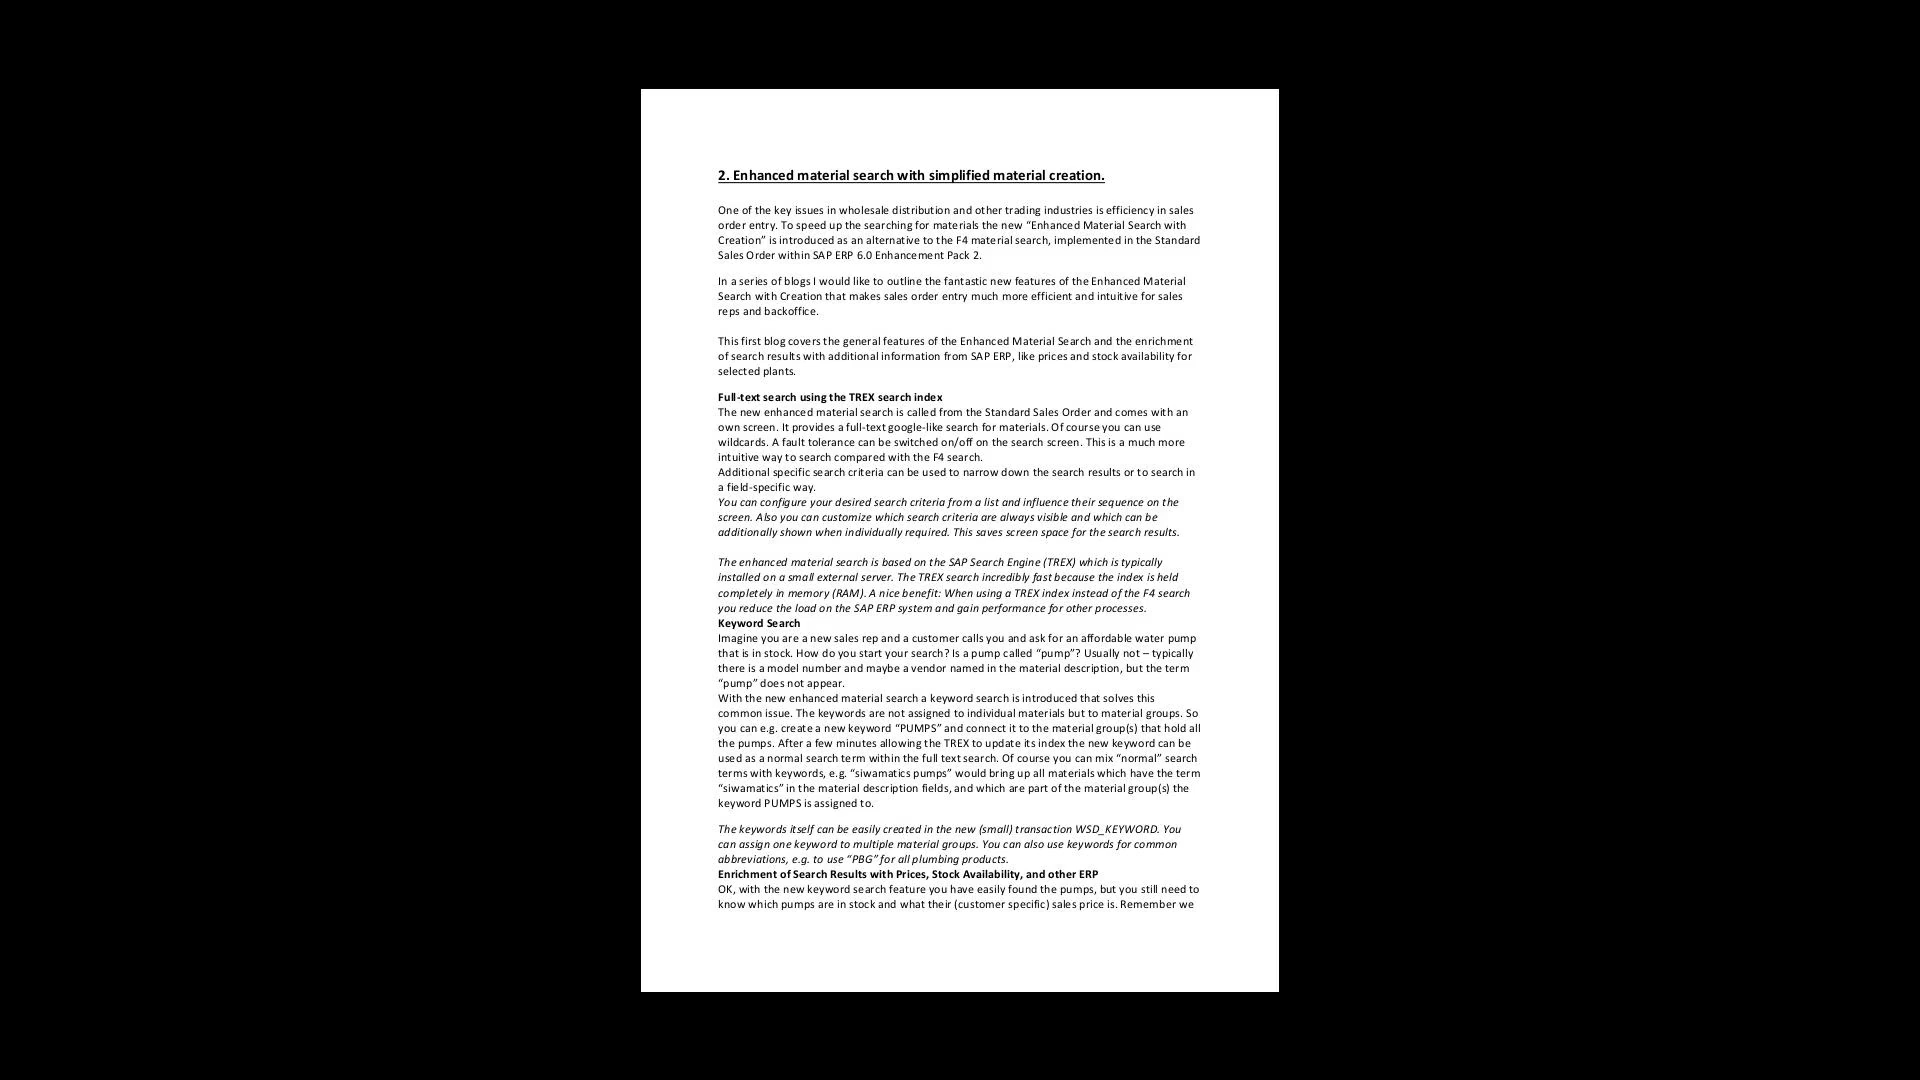 2. Enhanced material search with simplified material creation.
One of the key issues in wholesale distribution and other trading industries is efficiency in sales
order entry. To speed up the searching for materials the new “Enhanced Material Search with
Creation” is introduced as an alternative to the F4 material search, implemented in the Standard
Sales Order within SAP ERP 6.0 Enhancement Pack 2.
In a series of blogs I would like to outline the fantastic new features of the Enhanced Material
Search with Creation that makes sales order entry much more efficient and intuitive for sales
reps and backoffice.
This first blog covers the general features of the Enhanced Material Search and the enrichment
of search results with additional information from SAP ERP, like prices and stock availability for
selected plants.
Full-text search using the TREX search index
The new enhanced material search is called from the Standard Sales Order and comes with an
own screen. It provides a full-text google-like search for materials. Of course you can use
wildcards. A fault tolerance can be switched on/off on the search screen. This is a much more
intuitive way to search compared with the F4 search.
Additional specific search criteria can be used to narrow down the search results or to search in
a field-specific way.
You can configure your desired search criteria from a list and influence their sequence on the
screen. Also you can customize which search criteria are always visible and which can be
additionally shown when individually required. This saves screen space for the search results.
The enhanced material search is based on the SAP Search Engine (TREX) which is typically
installed on a small external server. The TREX search incredibly fast because the index is held
completely in memory (RAM). A nice benefit: When using a TREX index instead of the F4 search
you reduce the load on the SAP ERP system and gain performance for other processes.
Keyword Search
Imagine you are a new sales rep and a customer calls you and ask for an affordable water pump
that is in stock. How do you start your search? Is a pump called “pump”? Usually not – typically
there is a model number and maybe a vendor named in the material description, but the term
“pump” does not appear.
With the new enhanced material search a keyword search is introduced that solves this
common issue. The keywords are not assigned to individual materials but to material groups. So
you can e.g. create a new keyword “PUMPS” and connect it to the material group(s) that hold all
the pumps. After a few minutes allowing the TREX to update its index the new keyword can be
used as a normal search term within the full text search. Of course you can mix “normal” search
terms with keywords, e.g. “siwamatics pumps” would bring up all materials which have the term
“siwamatics” in the material description fields, and which are part of the material group(s) the
keyword PUMPS is assigned to.
The keywords itself can be easily created in the new (small) transaction WSD_KEYWORD. You
can assign one keyword to multiple material groups. You can also use keywords for common
abbreviations, e.g. to use “PBG” for all plumbing products.
Enrichment of Search Results with Prices, Stock Availability, and other ERP
OK, with the new keyword search feature you have easily found the pumps, but you still need to
know which pumps are in stock and what their (customer specific) sales price is. Remember we